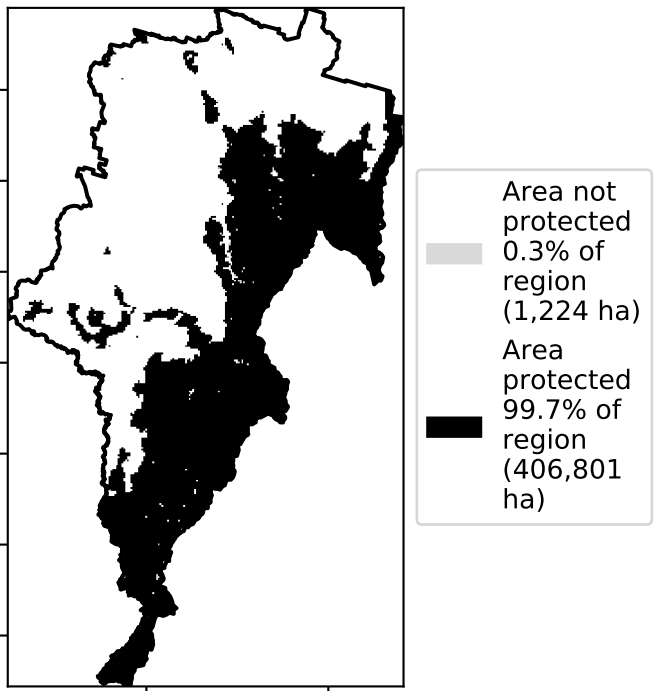 Area not
protected
0.3% of
region
(1,224 ha)
Area
protected
99.7% of
region
(406,801
ha)